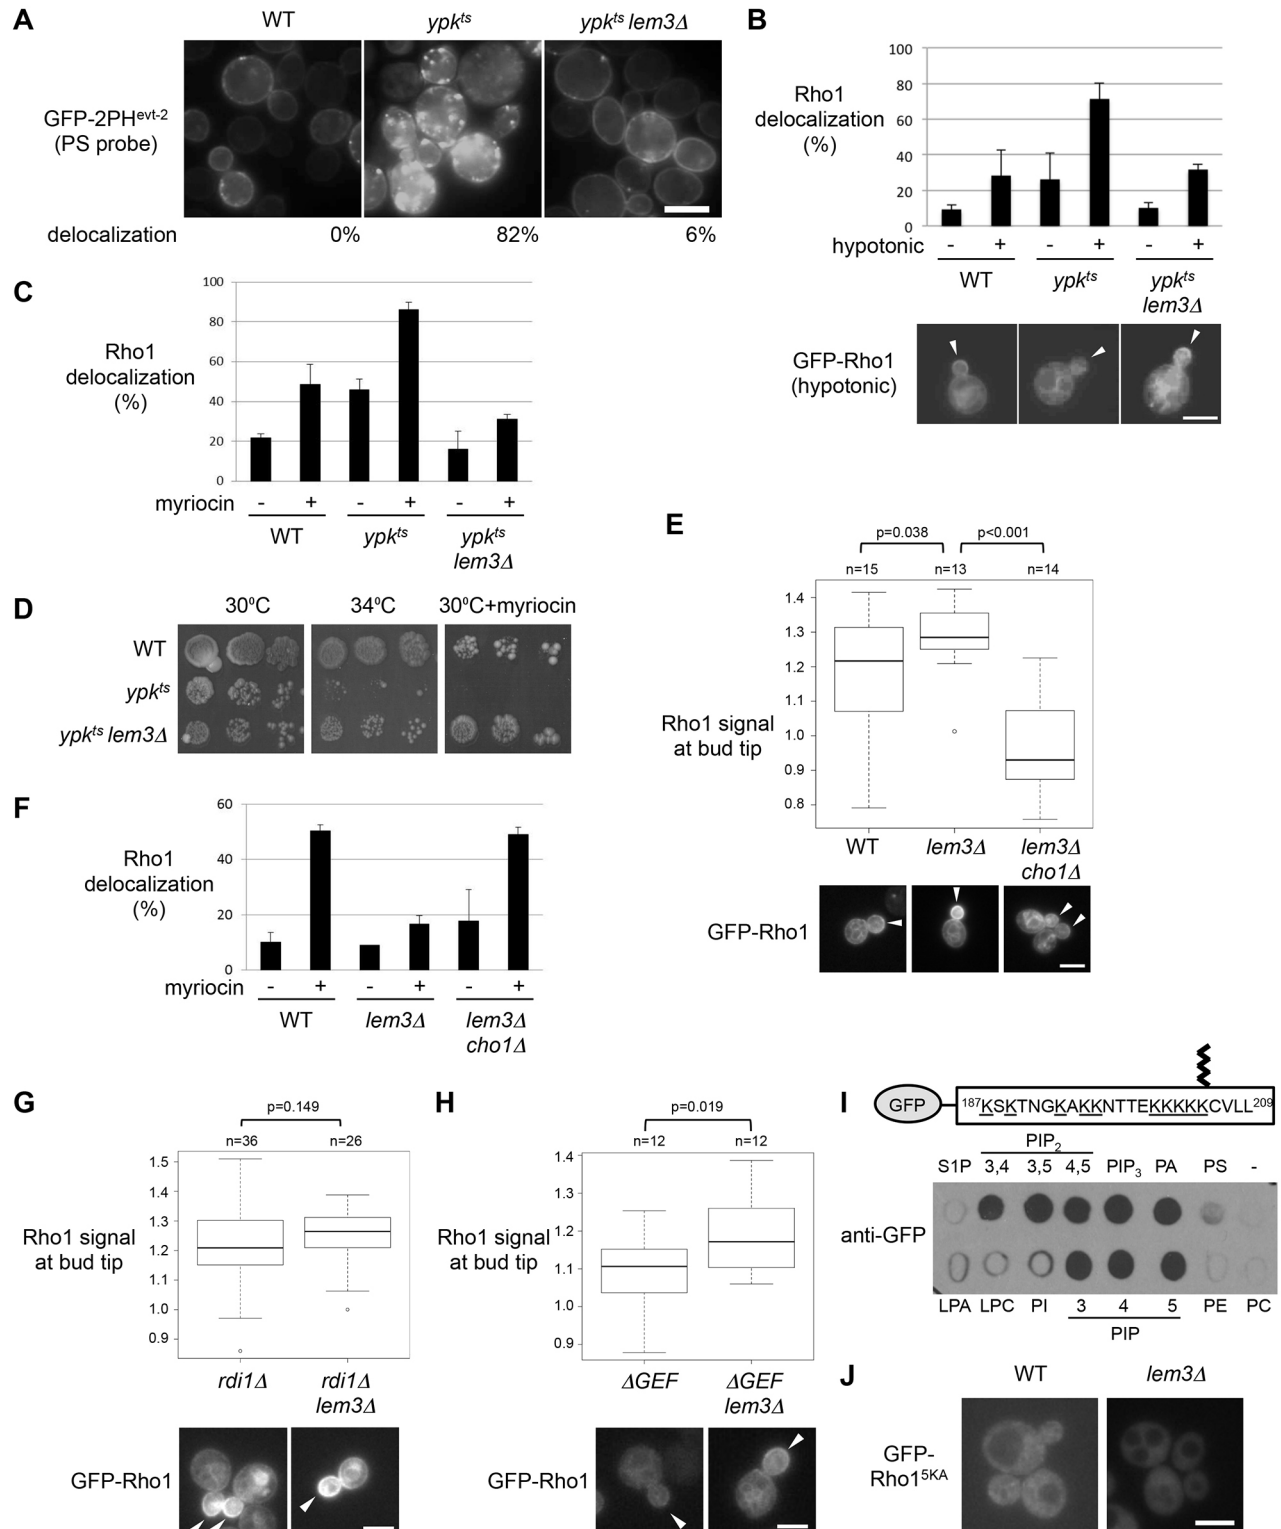 A
WT
ypkts
ypkts lem3Δ
GFP-2PHevt-2
(PS probe)
delocalization
0%
82%
6%
B
Rho1
delocalization
(%)
100
80
60
40
20
0
hypotonic
- + - + - +
WT
ypkts
ypkts
lem3Δ
GFP-Rho1
(hypotonic)
C
Rho1
delocalization
(%)
100
80
60
40
20
0
myriocin
- + - + - +
WT
ypkts
ypkts
lem3Δ
D
30⁰C
34⁰C
30⁰C+myriocin
WT
ypkts
ypkts lem3Δ
E
p=0.038
p<0.001
n=15
n=13
n=14
Rho1 signal
at bud tip
1.4
1.3
1.2
1.1
1.0
0.9
0.8
WT
lem3Δ
lem3Δ
cho1Δ
GFP-Rho1
F
Rho1
delocalization
(%)
60
40
20
0
myriocin
- + - + - +
WT
lem3Δ
lem3Δ
cho1Δ
G
p=0.149
n=36
n=26
Rho1 signal
at bud tip
1.5
1.4
1.3
1.2
1.1
1.0
0.9
rdi1Δ
rdi1Δ
lem3Δ
GFP-Rho1
H
p=0.019
n=12
n=12
Rho1 signal
at bud tip
1.4
1.3
1.2
1.1
1.0
0.9
ΔGEF
ΔGEF
lem3Δ
GFP-Rho1
I
GFP
187KSKTNGKAKKNTTEKKKKKCVLL209
PIP2
S1P 3,4 3,5 4,5 PIP3 PA PS -
anti-GFP
LPA LPC PI 3 4 5 PE PC
PIP
J
WT
lem3Δ
GFP-
Rho15KA